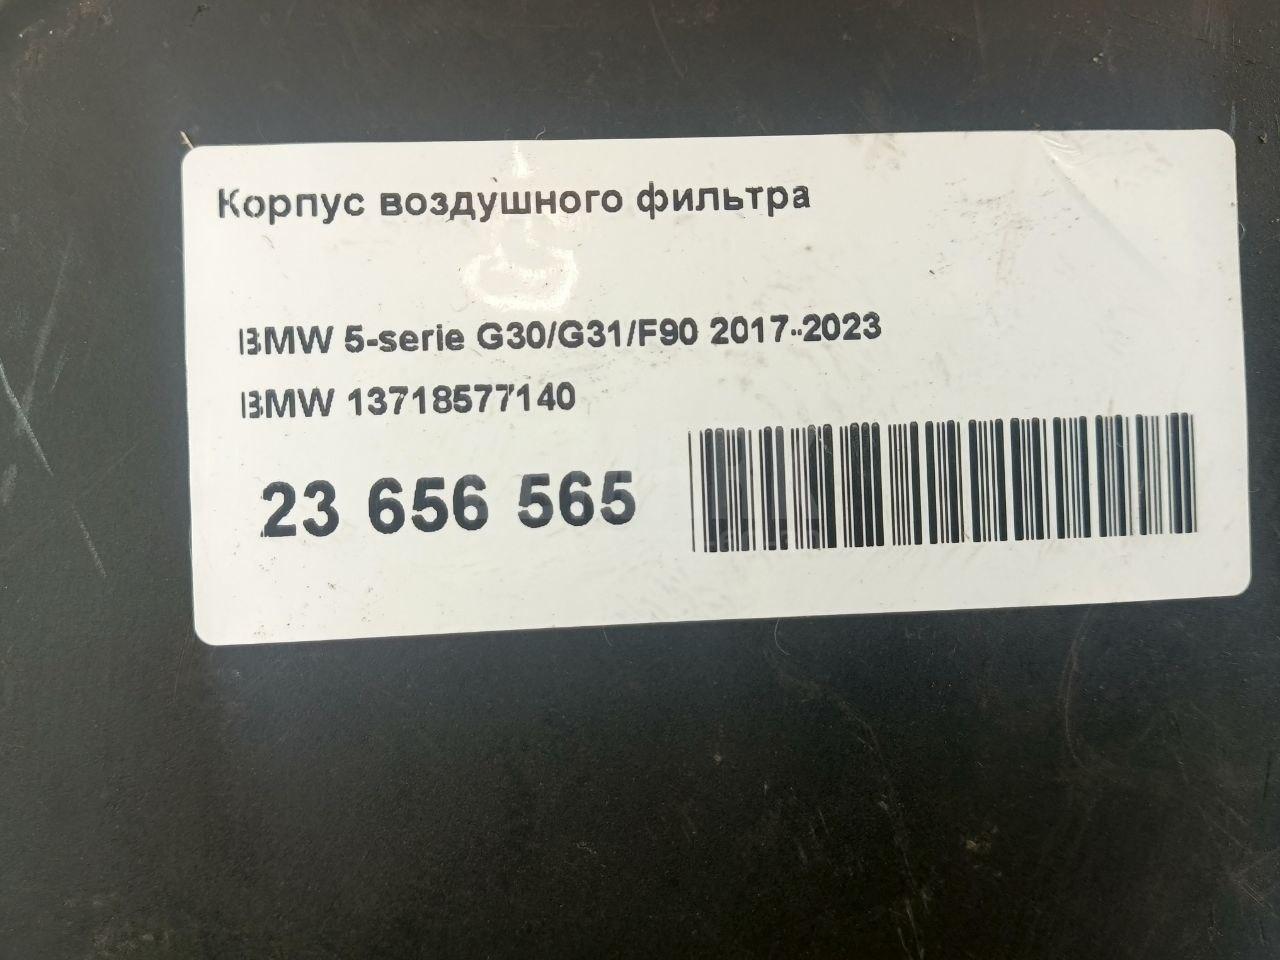 Корпус воздушного фильтра
BMW 5-serie G30/G31/F90 2017-2023
BMW 13718577140
23 656 565